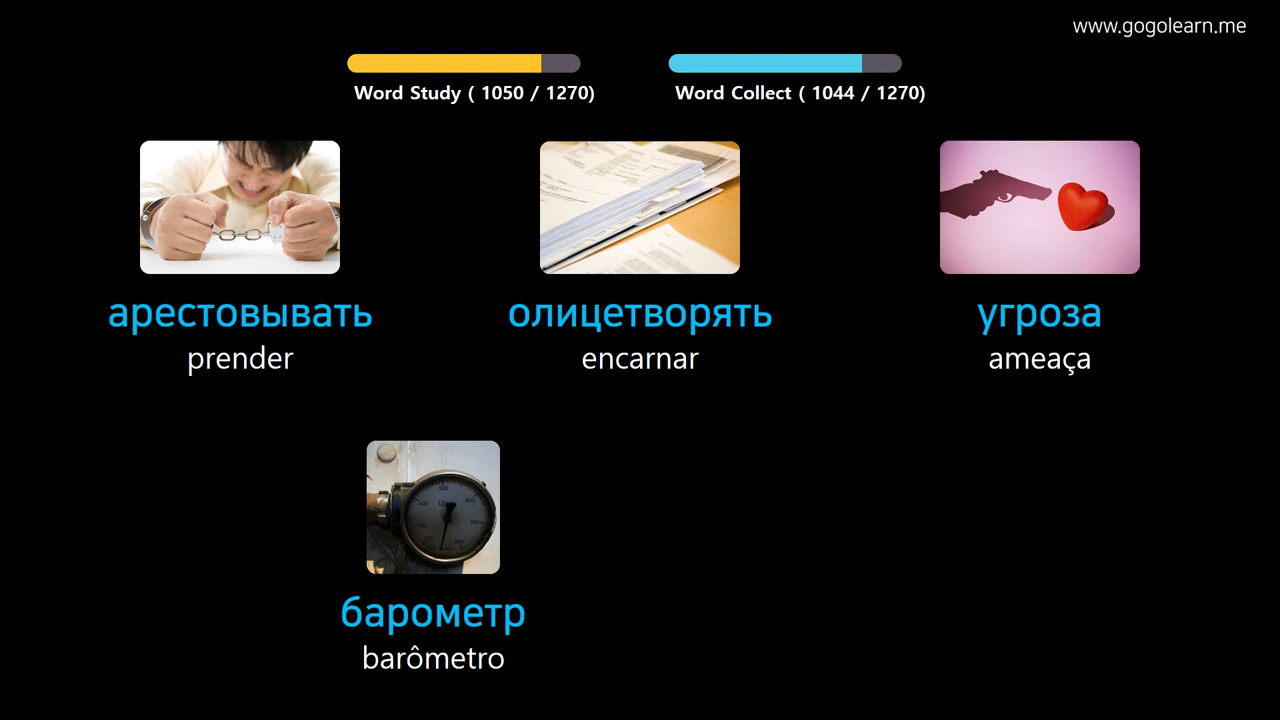 www.gogolearn.me
Word Study ( 1050 / 1270)
Word Collect ( 1044 / 1270)
арестовывать
prender
олицетворять
encarnar
угроза
ameaça
барометр
barômetro